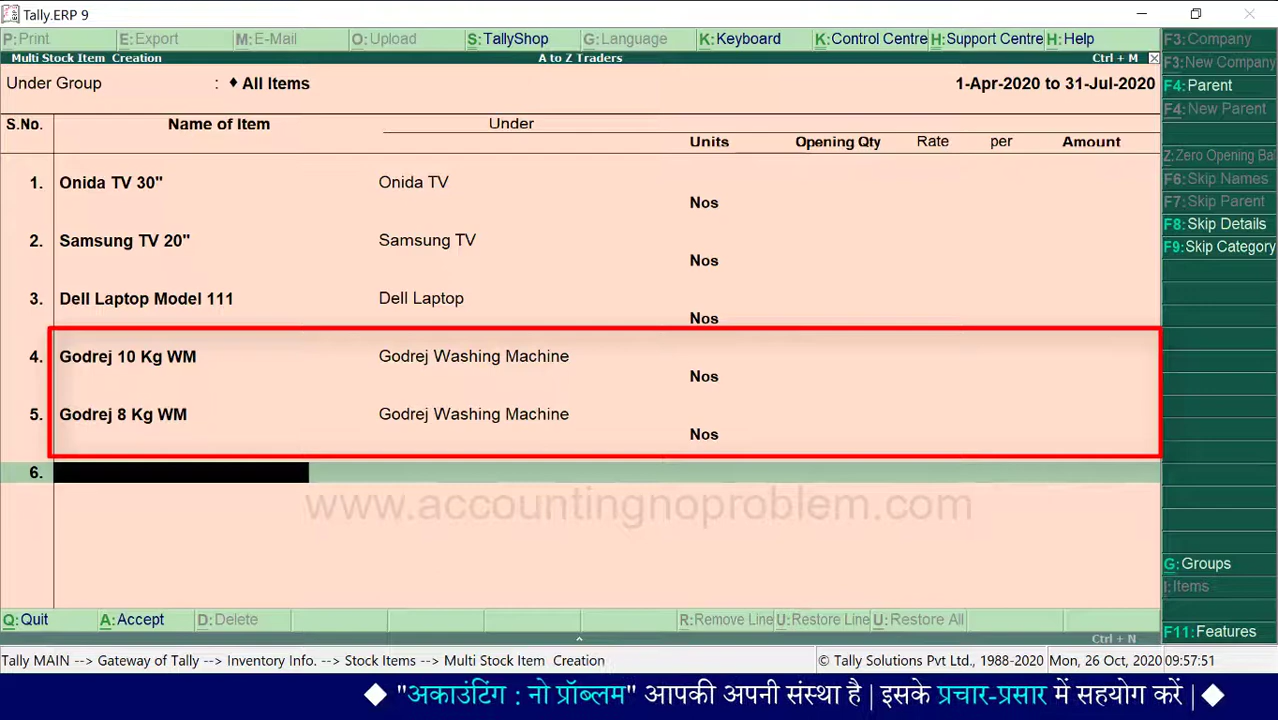 Tally.ERP 9
P: Print E: Export M: E-Mail O: Upload S: TallyShop G: Language K: Keyboard K: Control Centre H: Support Centre H: Help
F3: Company
Multi Stock Item Creation A to Z Traders Ctrl + M
F3: New Company
Under Group : ♦ All Items 1-Apr-2020 to 31-Jul-2020
F4: Parent
F4: New Parent
S.No. Name of Item Under
Units Opening Qty Rate per Amount
Z: Zero Opening Bal
F6: Skip Names
1. Onida TV 30" Onida TV
Nos
F7: Skip Parent
F8: Skip Details
2. Samsung TV 20" Samsung TV
F9: Skip Category
Nos
3. Dell Laptop Model 111 Dell Laptop
Nos
4. Godrej 10 Kg WM Godrej Washing Machine
Nos
5. Godrej 8 Kg WM Godrej Washing Machine
Nos
6.
www.accountingnoproblem.com
G: Groups
I: Items
Q: Quit A: Accept D: Delete R: Remove Line U: Restore Line U: Restore All
F11: Features
Ctrl + N
Tally MAIN --> Gateway of Tally --> Inventory Info. --> Stock Items --> Multi Stock Item Creation © Tally Solutions Pvt Ltd., 1988-2020 Mon, 26 Oct, 2020 09:57:51
◆ "अकाउंटिंग : नो प्रॉब्लम" आपकी अपनी संस्था है | इसके प्रचार-प्रसार में सहयोग करें | ◆